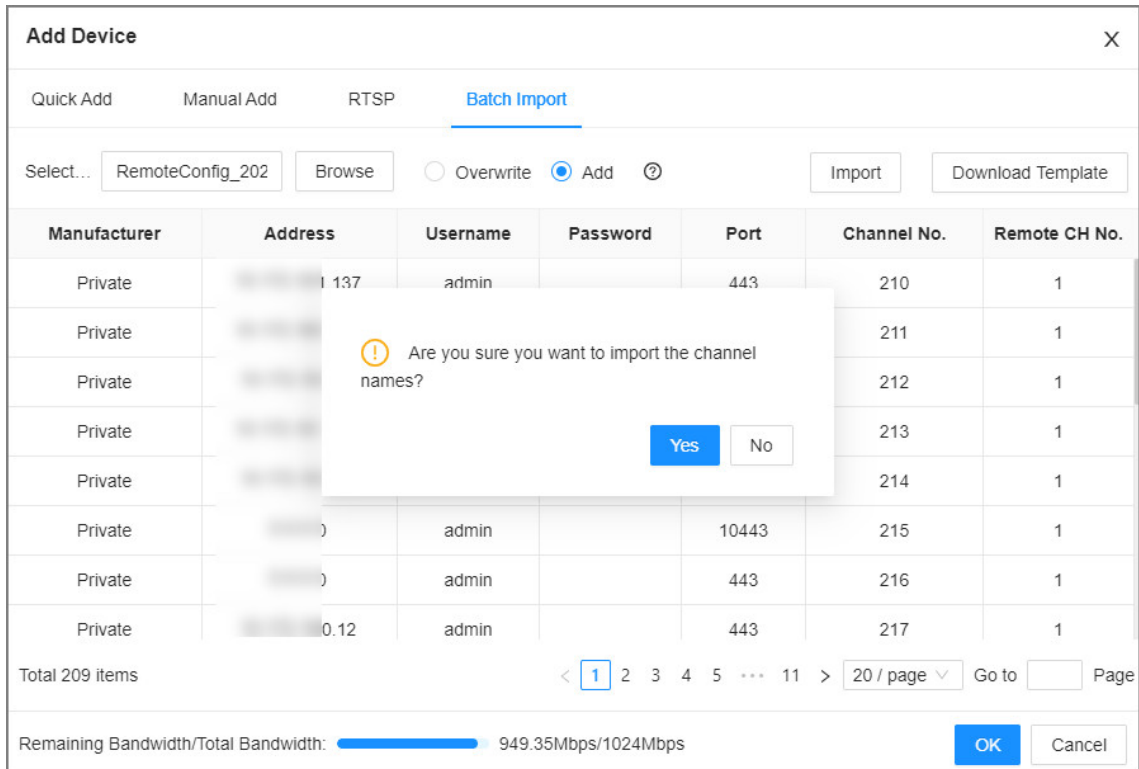 Add Device X
Quick Add Manual Add RTSP Batch Import
Select... RemoteConfig_202 Browse Overwrite Add Import Download Template
Manufacturer Address Username Password Port Channel No. Remote CH No.
Private 137 admin 443 210 1
Private 211 1
Are you sure you want to import the channel
names?
Private 212 1
Private 213 1
Yes No
Private 214 1
Private admin 10443 215 1
Private admin 443 216 1
Private 0.12 admin 443 217 1
Total 209 items < 1 2 3 4 5 ··· 11 > 20 / page Go to Page
Remaining Bandwidth/Total Bandwidth: 949.35Mbps/1024Mbps OK Cancel